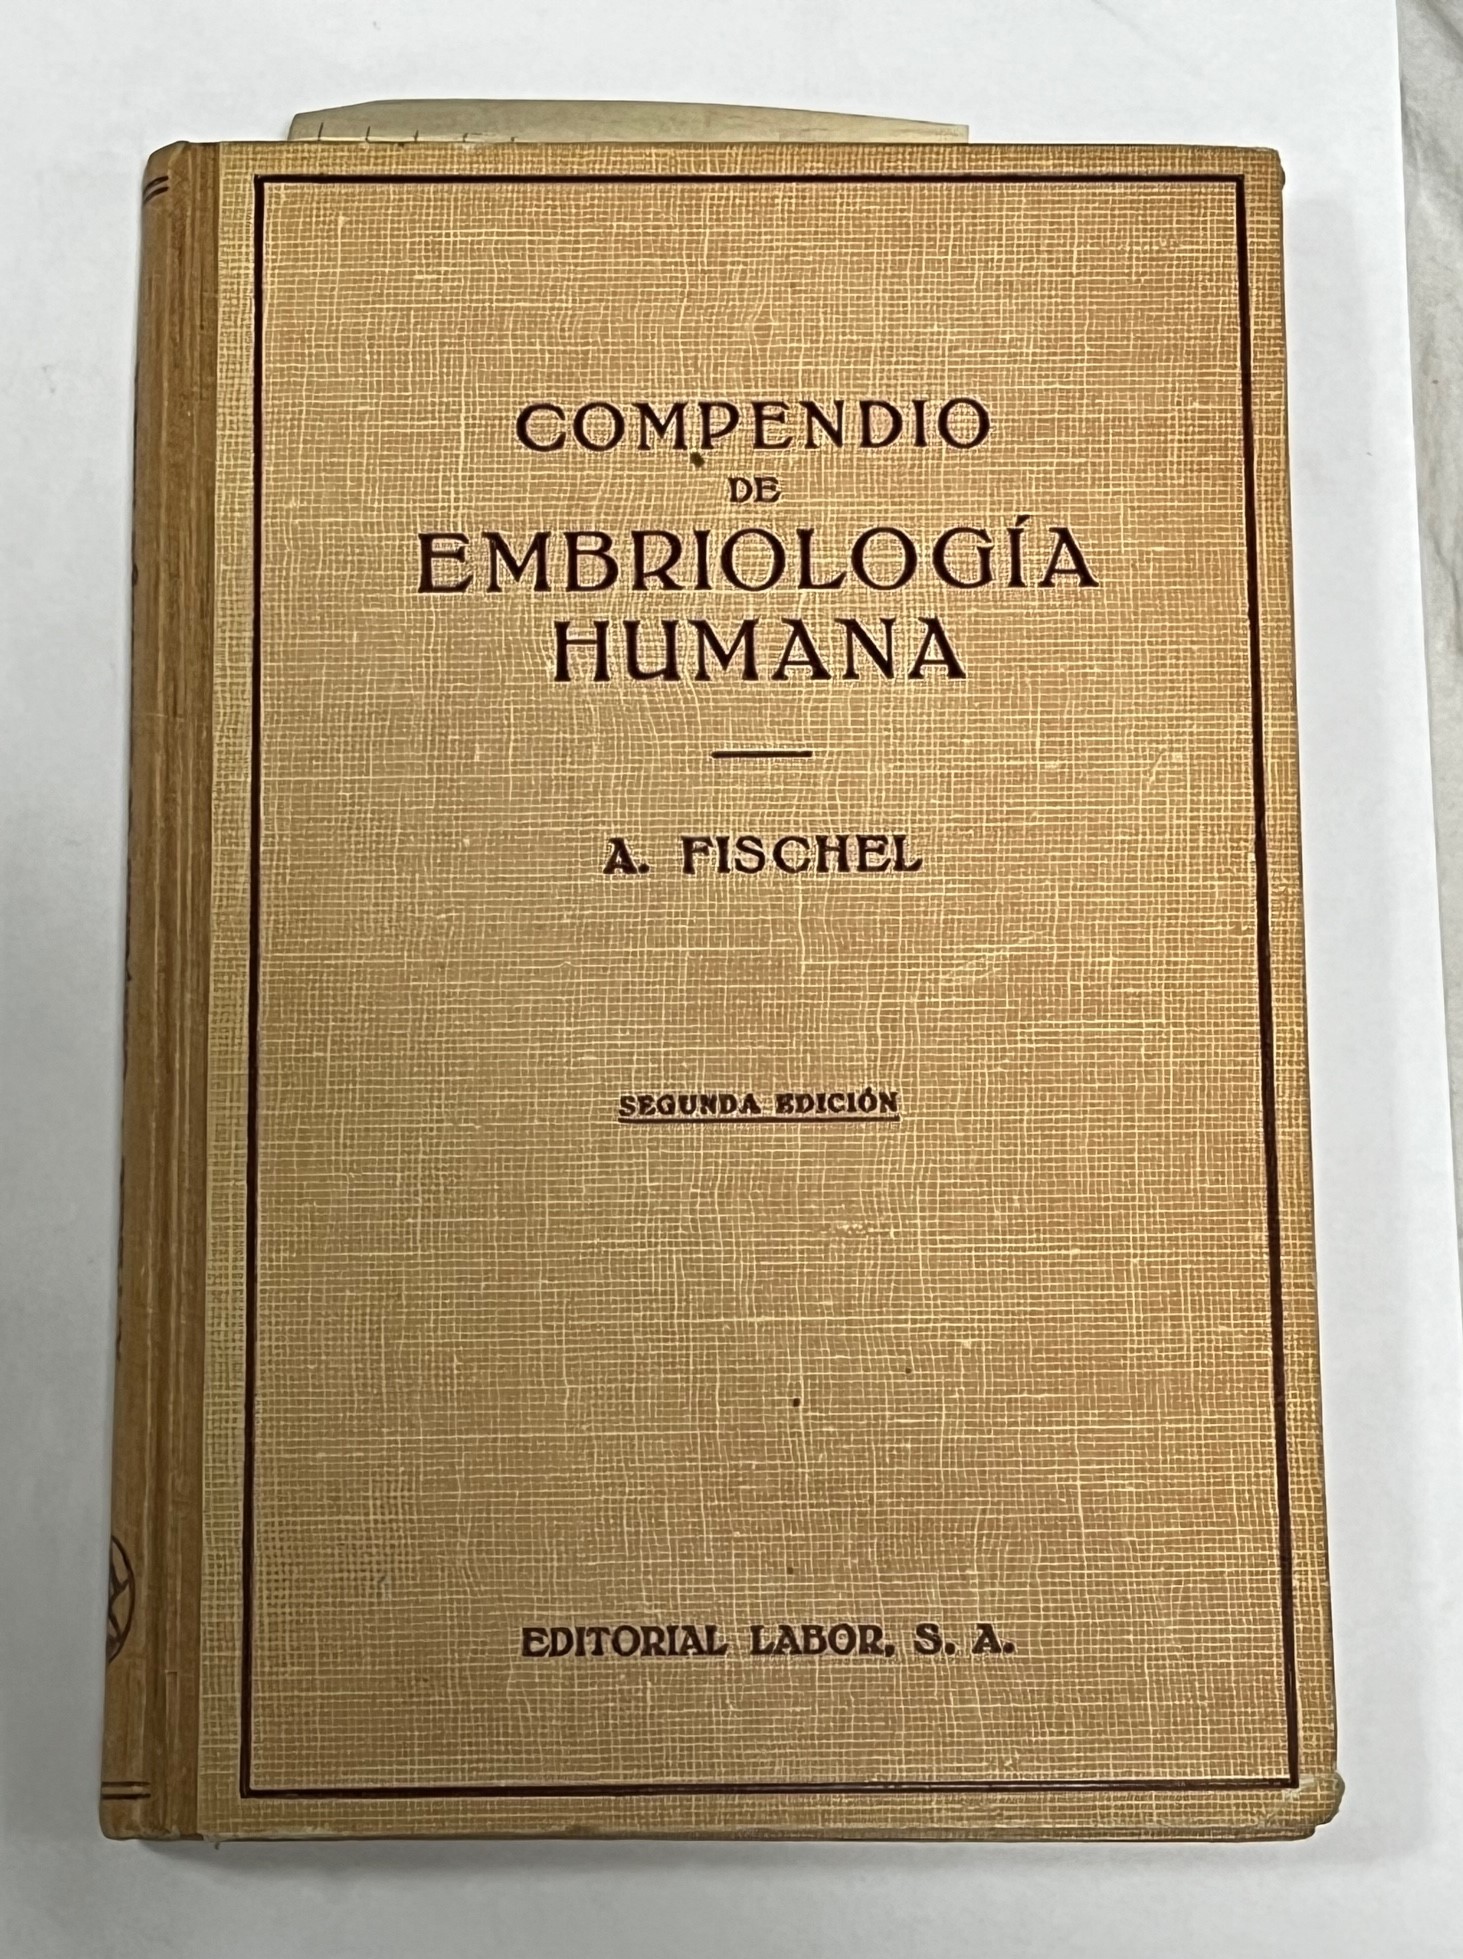 COMPENDIO
DE
EMBRIOLOGÍA
HUMANA
A. FISCHEL
SEGUNDA EDICIÓN
EDITORIAL LABOR, S. A.